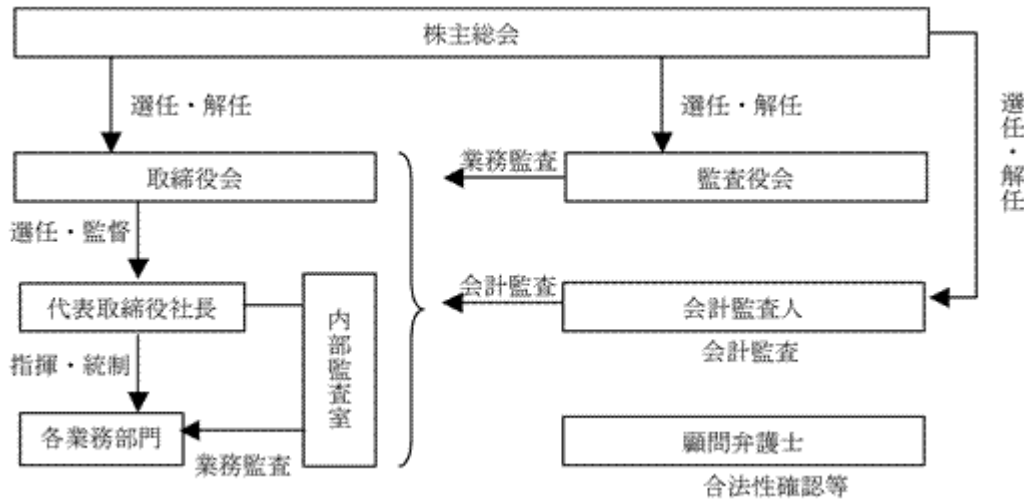 株主総会
選任・解任
選任・解任
選任・解任
取締役会
業務監査
監査役会
選任・監督
代表取締役社長
内部監査室
会計監査
会計監査人
会計監査
指揮・統制
各業務部門
業務監査
顧問弁護士
合法性確認等